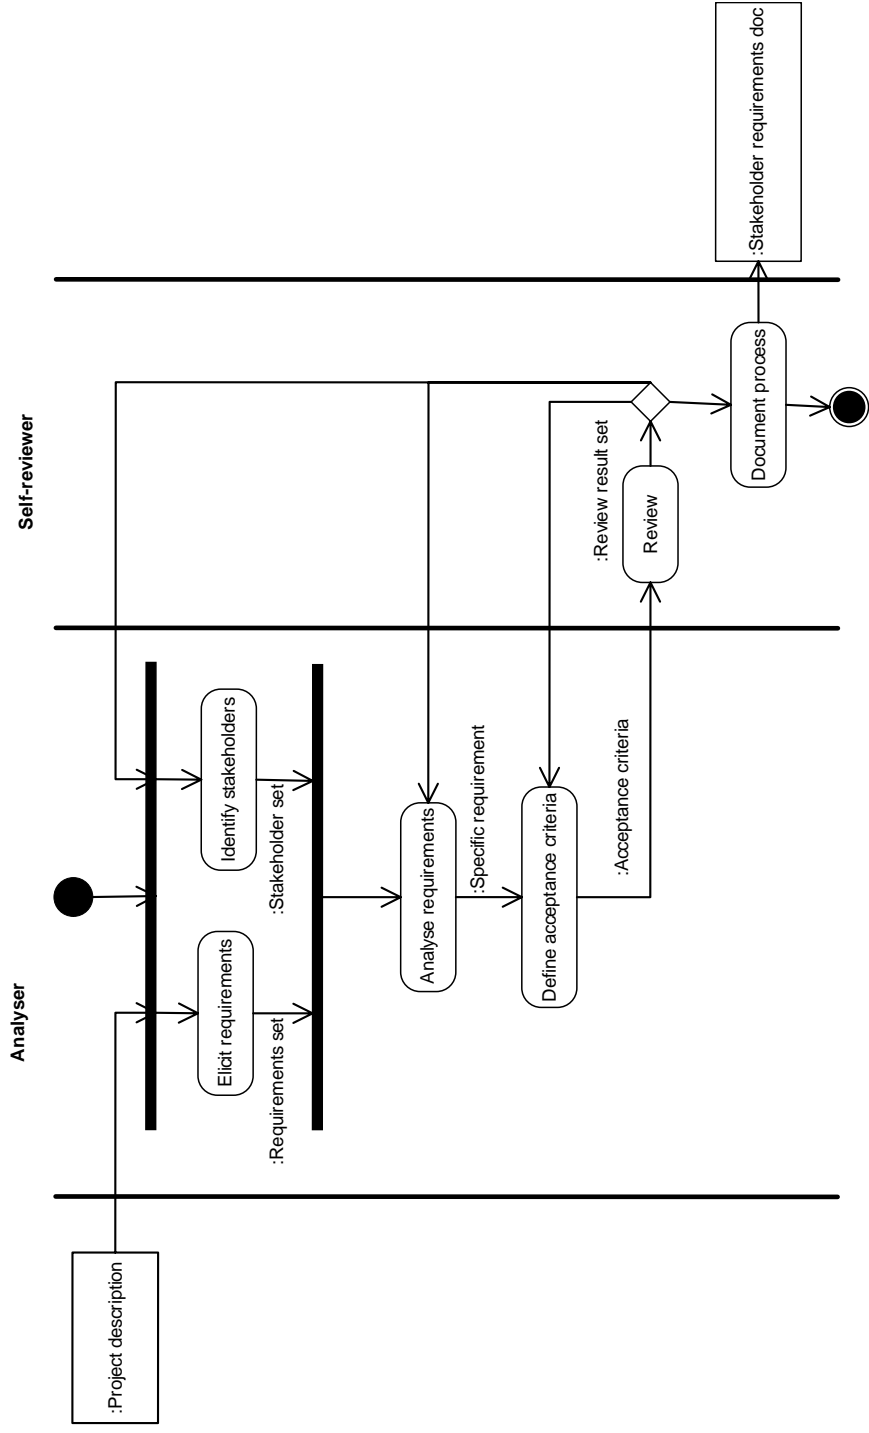 Analyser
Self-reviewer
:Project description
Elicit requirements
Identify stakeholders
:Requirements set
:Stakeholder set
Analyse requirements
:Specific requirement
Define acceptance criteria
:Acceptance criteria
Review
:Review result set
Document process
:Stakeholder requirements doc